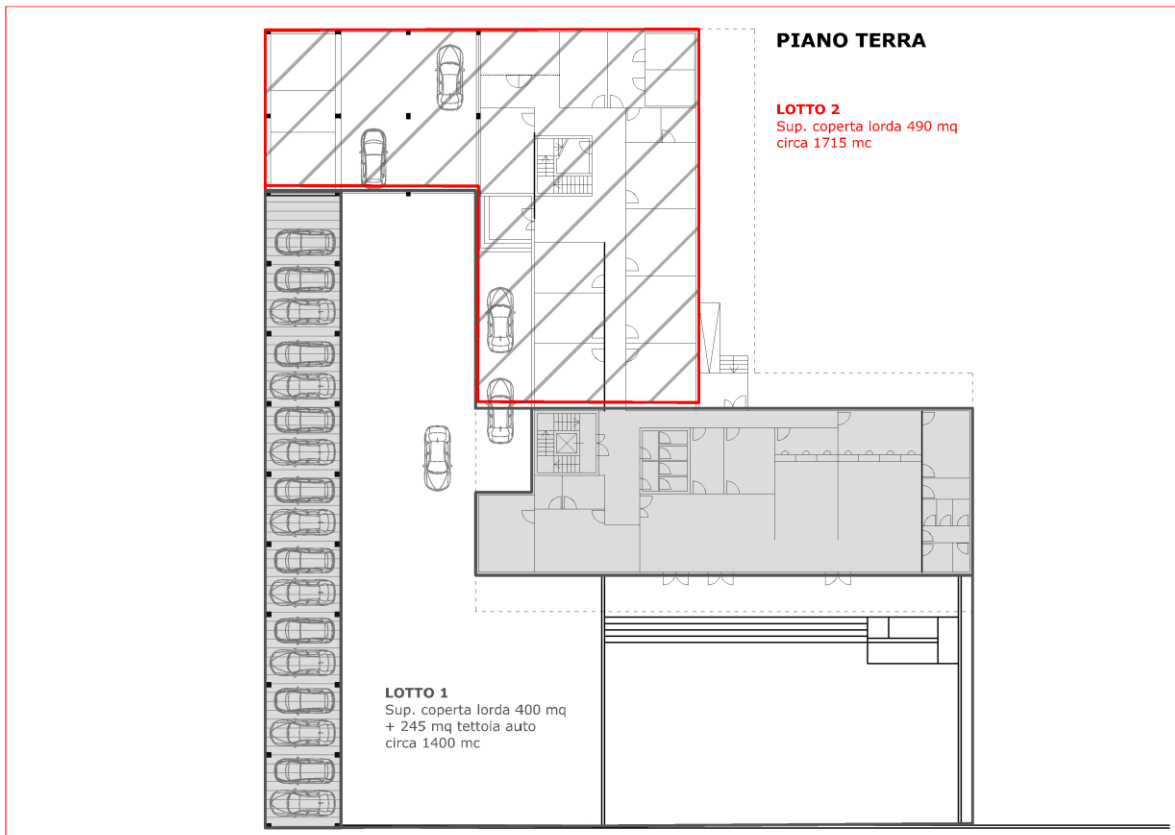 PIANO TERRA
LOTTO 2
Sup. coperta lorda 490 mq
circa 1715 mc
LOTTO 1
Sup. coperta lorda 400 mq
+ 245 mq tettoia auto
circa 1400 mc